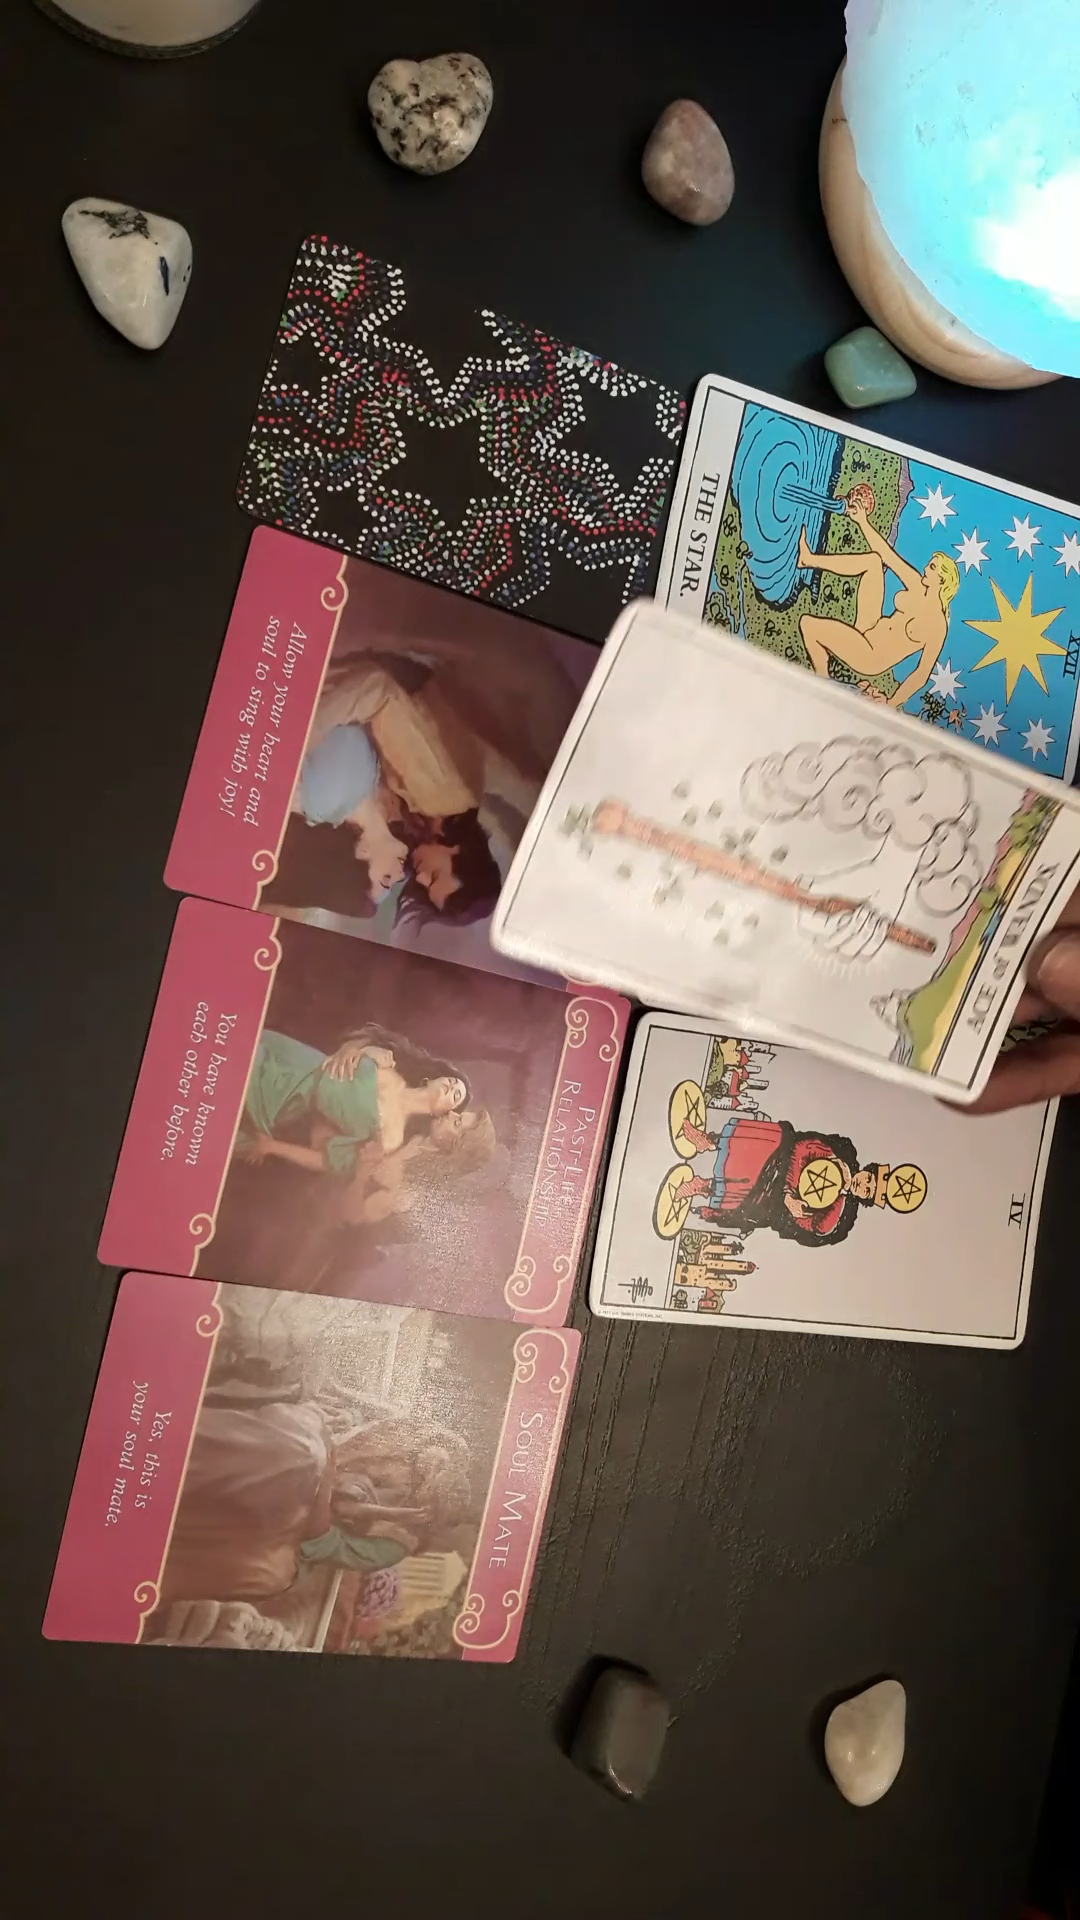 THE STAR.
XVII
ACE of WANDS
Allow your heart and
soul to sing with joy!
PAST-LIFE
RELATIONSHIP
You have known
each other before.
IV
SOUL MATE
Yes, this is
your soul mate.